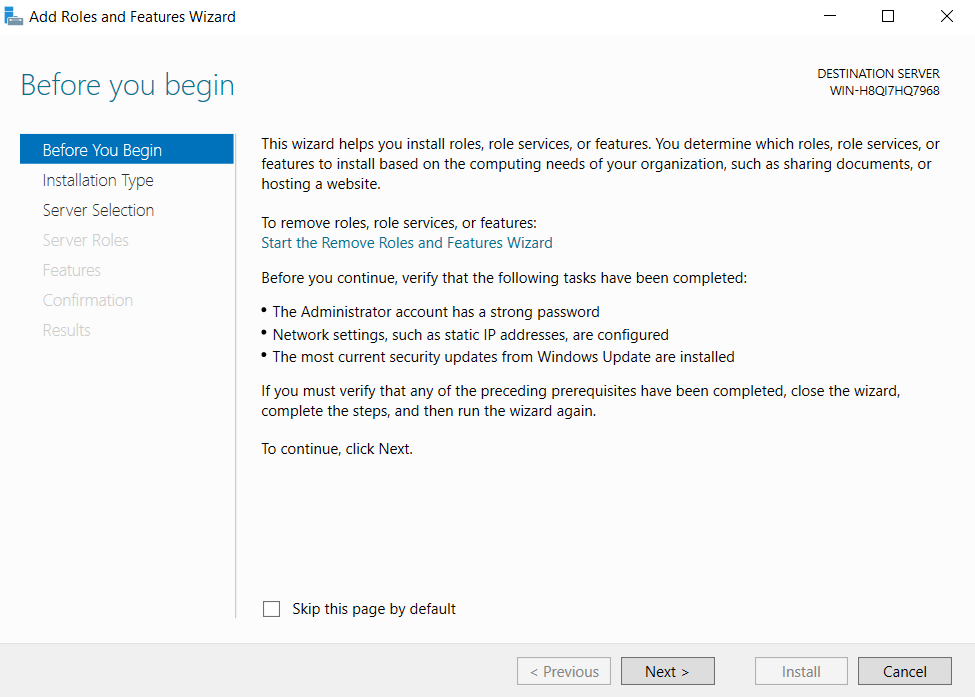 Add Roles and Features Wizard
Before you begin
DESTINATION SERVER
WIN-H8QI7HQ7968
Before You Begin
Installation Type
Server Selection
Server Roles
Features
Confirmation
Results
This wizard helps you install roles, role services, or features. You determine which roles, role services, or
features to install based on the computing needs of your organization, such as sharing documents, or
hosting a website.
To remove roles, role services, or features:
Start the Remove Roles and Features Wizard
Before you continue, verify that the following tasks have been completed:
• The Administrator account has a strong password
• Network settings, such as static IP addresses, are configured
• The most current security updates from Windows Update are installed
If you must verify that any of the preceding prerequisites have been completed, close the wizard,
complete the steps, and then run the wizard again.
To continue, click Next.
Skip this page by default
< Previous
Next >
Install
Cancel